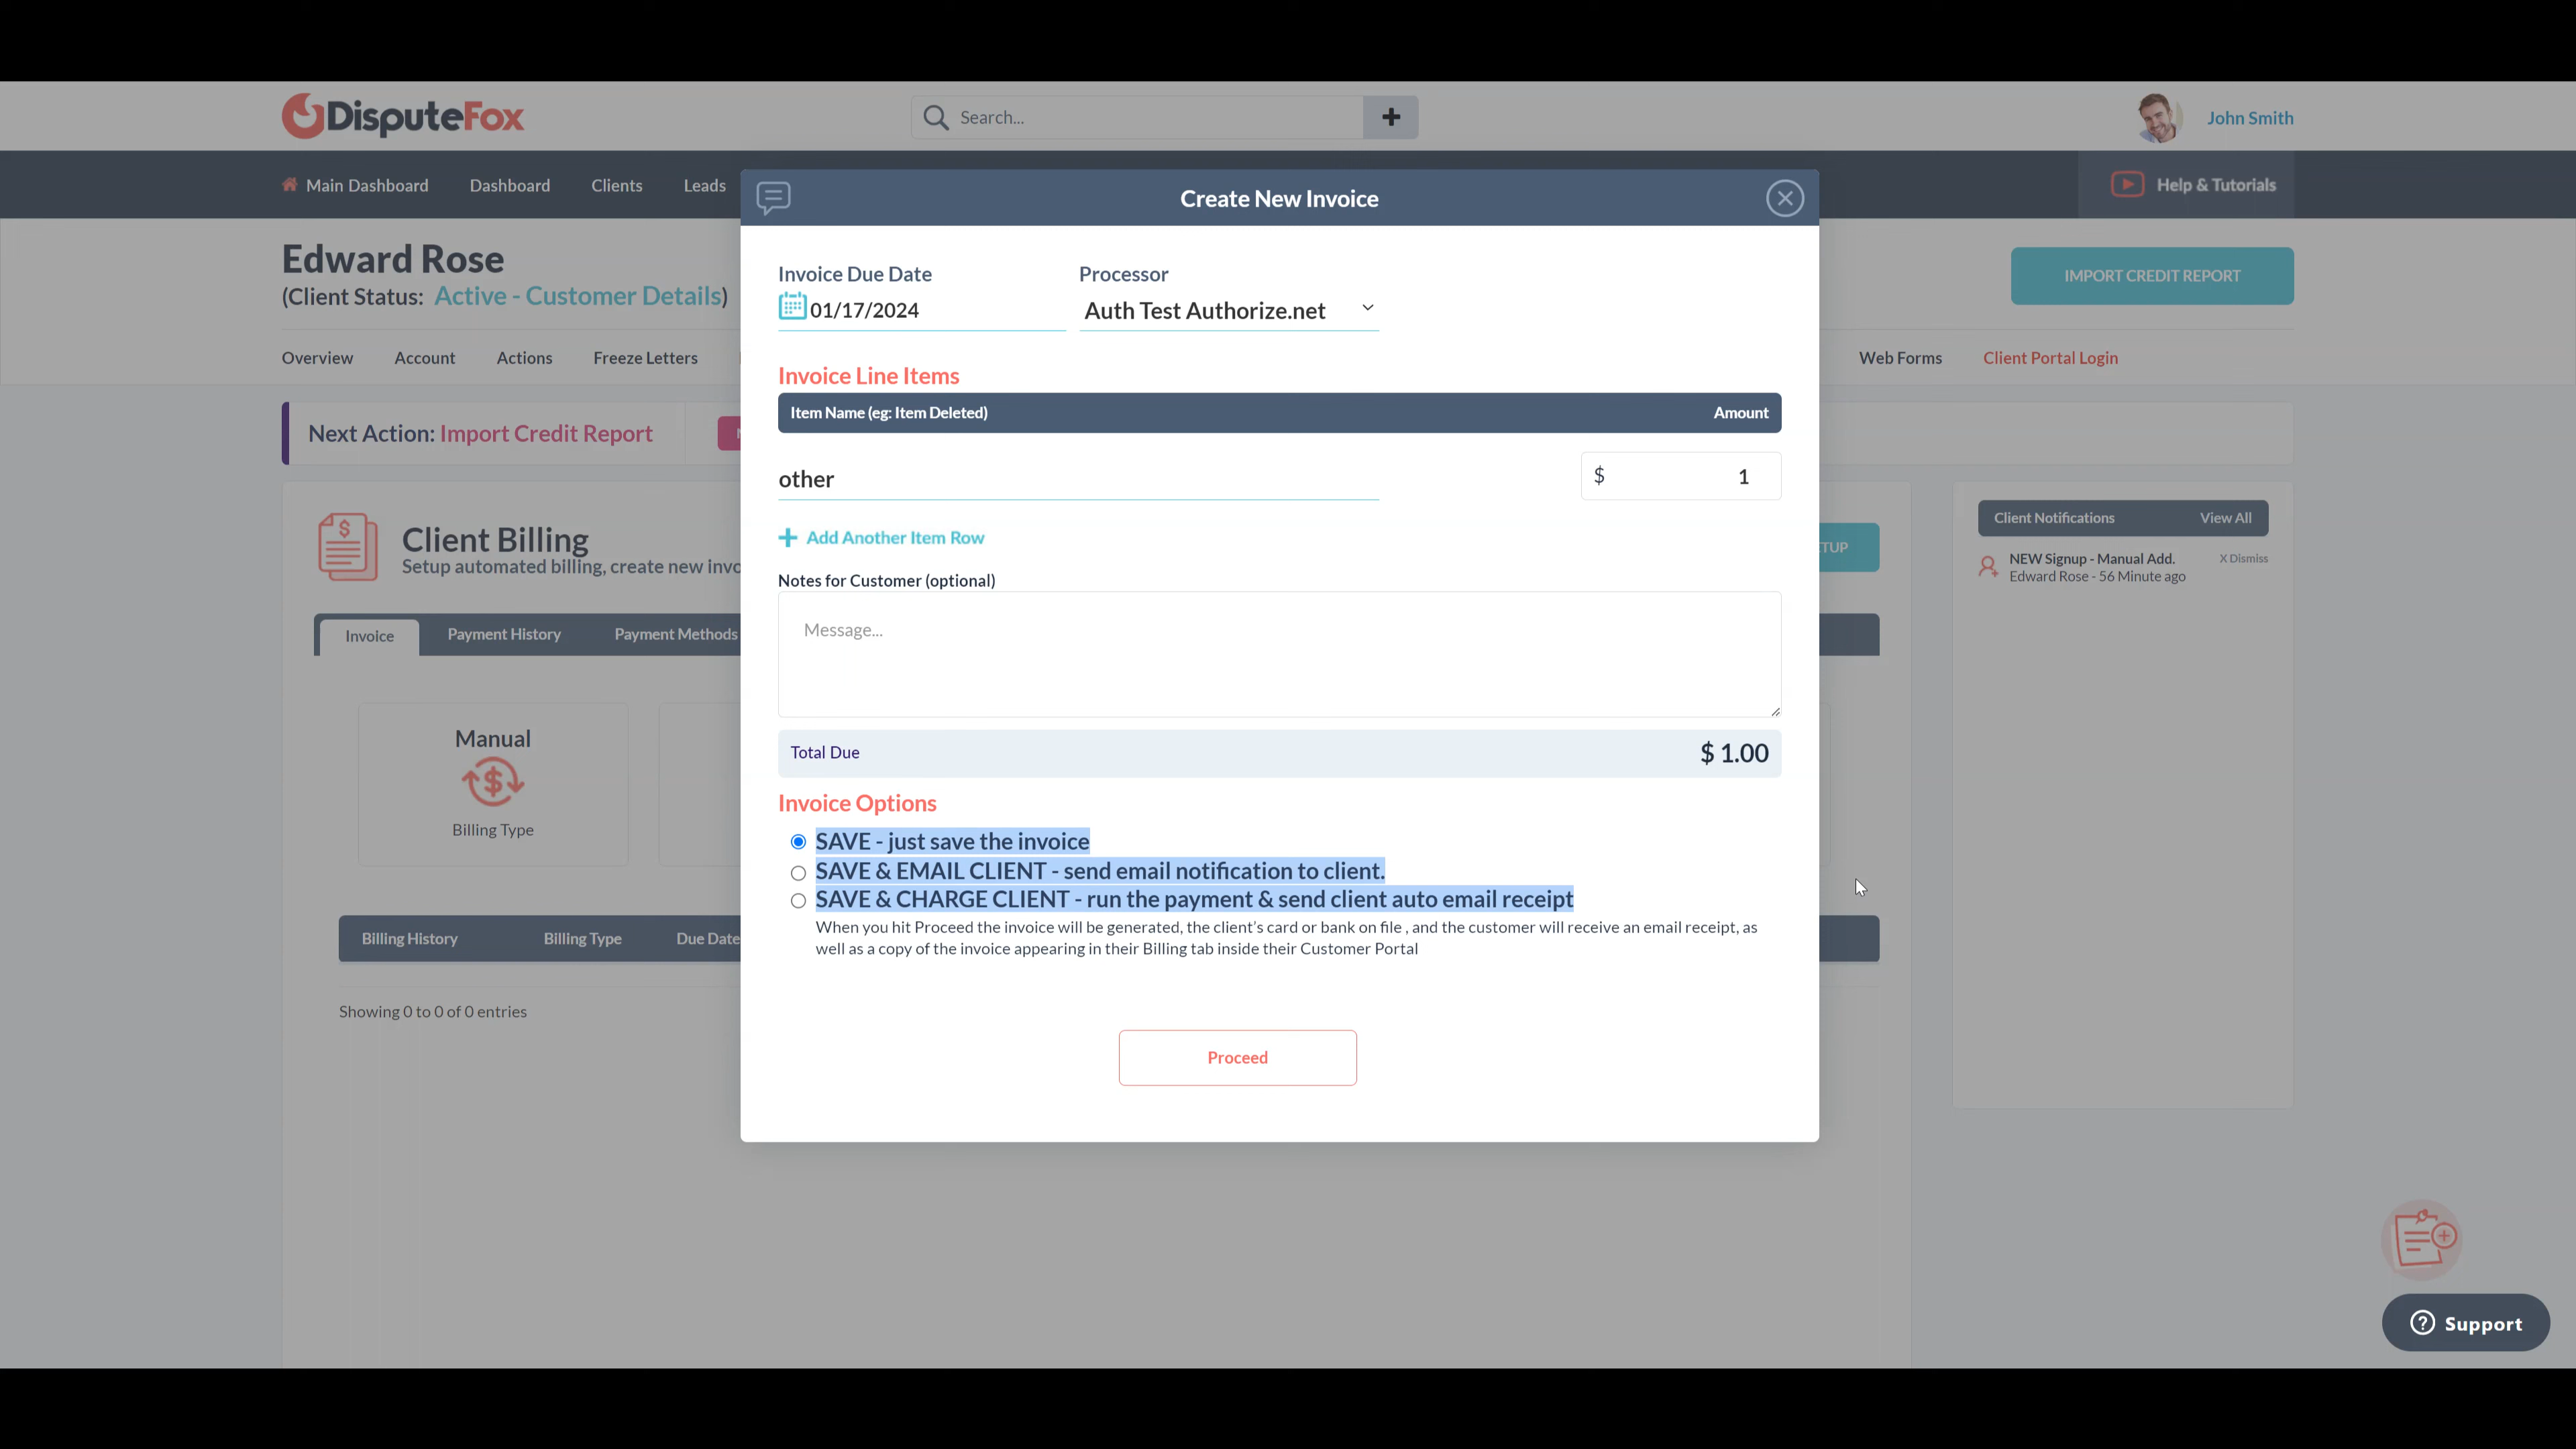 DisputeFox
Search...
John Smith
Main Dashboard
Dashboard
Clients
Leads
Help & Tutorials
Create New Invoice
Edward Rose
(Client Status: Active - Customer Details)
IMPORT CREDIT REPORT
Overview
Account
Actions
Freeze Letters
Web Forms
Client Portal Login
Next Action: Import Credit Report
Invoice Due Date
Processor
01/17/2024
Auth Test Authorize.net
Invoice Line Items
Item Name (eg: Item Deleted)
Amount
other
$ 1
Add Another Item Row
Notes for Customer (optional)
Message...
Total Due
$ 1.00
Invoice Options
SAVE - just save the invoice
SAVE & EMAIL CLIENT - send email notification to client.
SAVE & CHARGE CLIENT - run the payment & send client auto email receipt
When you hit Proceed the invoice will be generated, the client's card or bank on file , and the customer will receive an email receipt, as
well as a copy of the invoice appearing in their Billing tab inside their Customer Portal
Proceed
Client Billing
Setup automated billing, create new invo
TUP
Invoice
Payment History
Payment Methods
Manual
Billing Type
Billing History
Billing Type
Due Date
Showing 0 to 0 of 0 entries
Client Notifications
View All
NEW Signup - Manual Add.
X Dismiss
Edward Rose - 56 Minute ago
Support